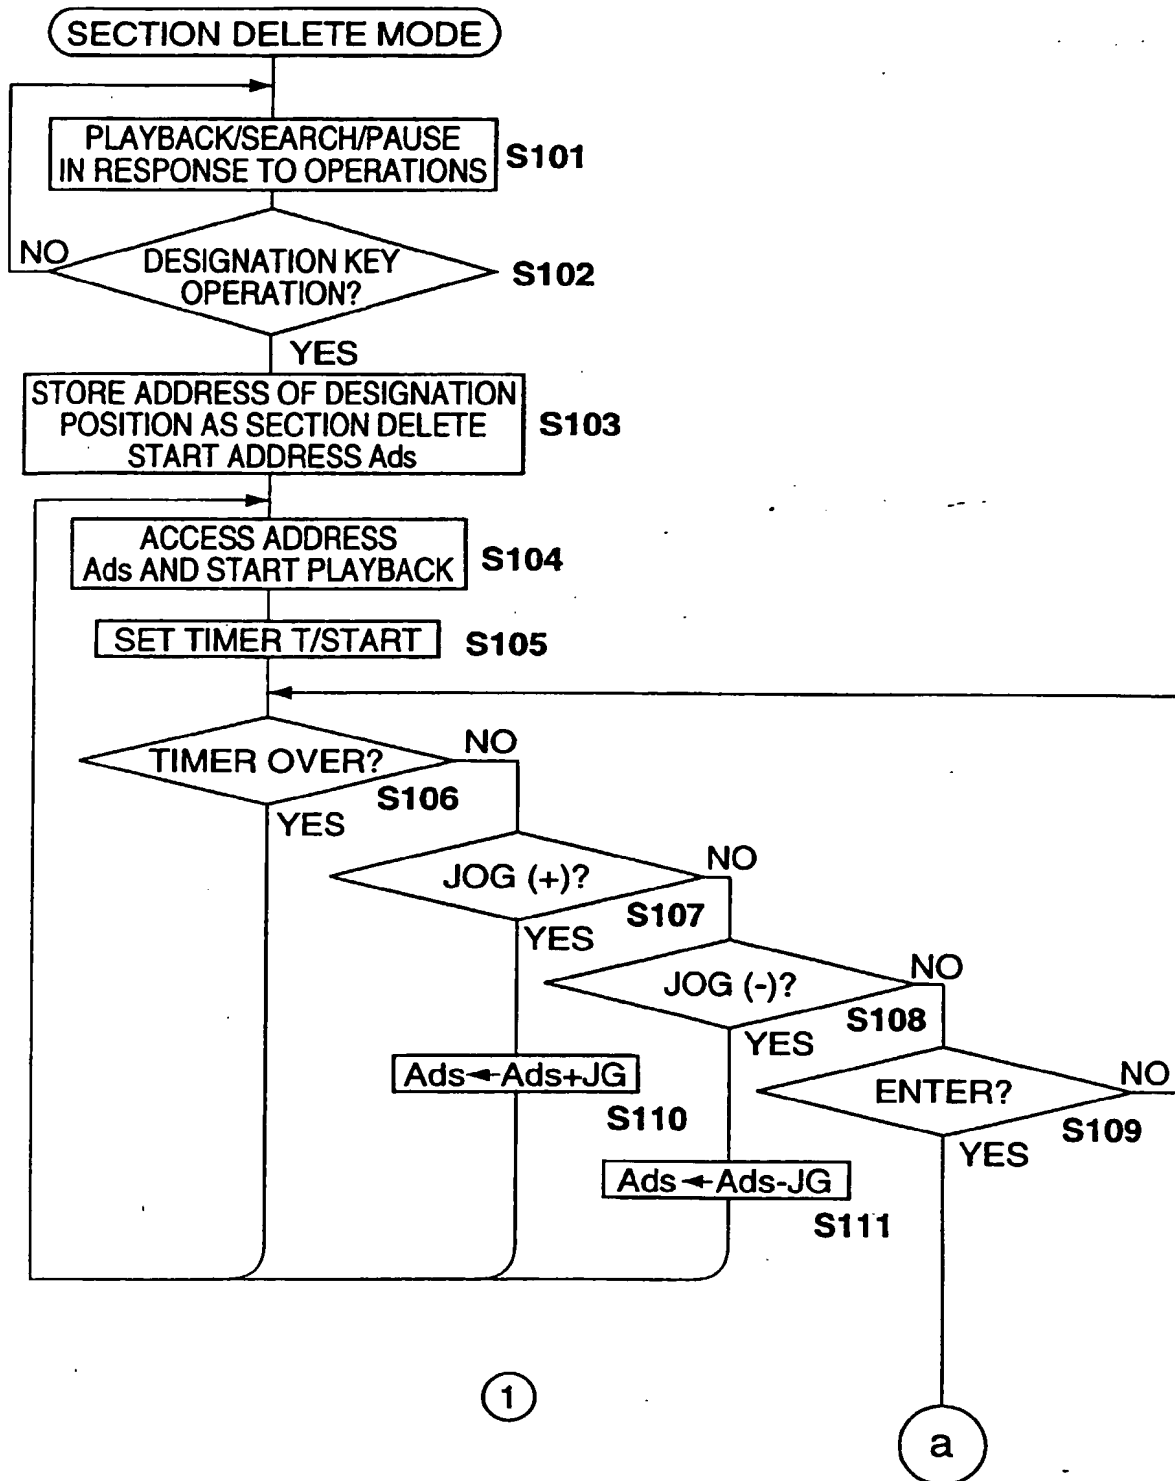 SECTION DELETE MODE
PLAYBACK/SEARCH/PAUSE
IN RESPONSE TO OPERATIONS
S101
NO
DESIGNATION KEY
OPERATION?
S102
YES
STORE ADDRESS OF DESIGNATION
POSITION AS SECTION DELETE
START ADDRESS Ads
S103
ACCESS ADDRESS
Ads AND START PLAYBACK
S104
SET TIMER T/START
S105
TIMER OVER?
NO
S106
YES
JOG (+)?
NO
S107
YES
JOG (-)?
NO
S108
YES
Ads←Ads+JG
S110
ENTER?
NO
S109
YES
Ads←Ads-JG
S111
1
a